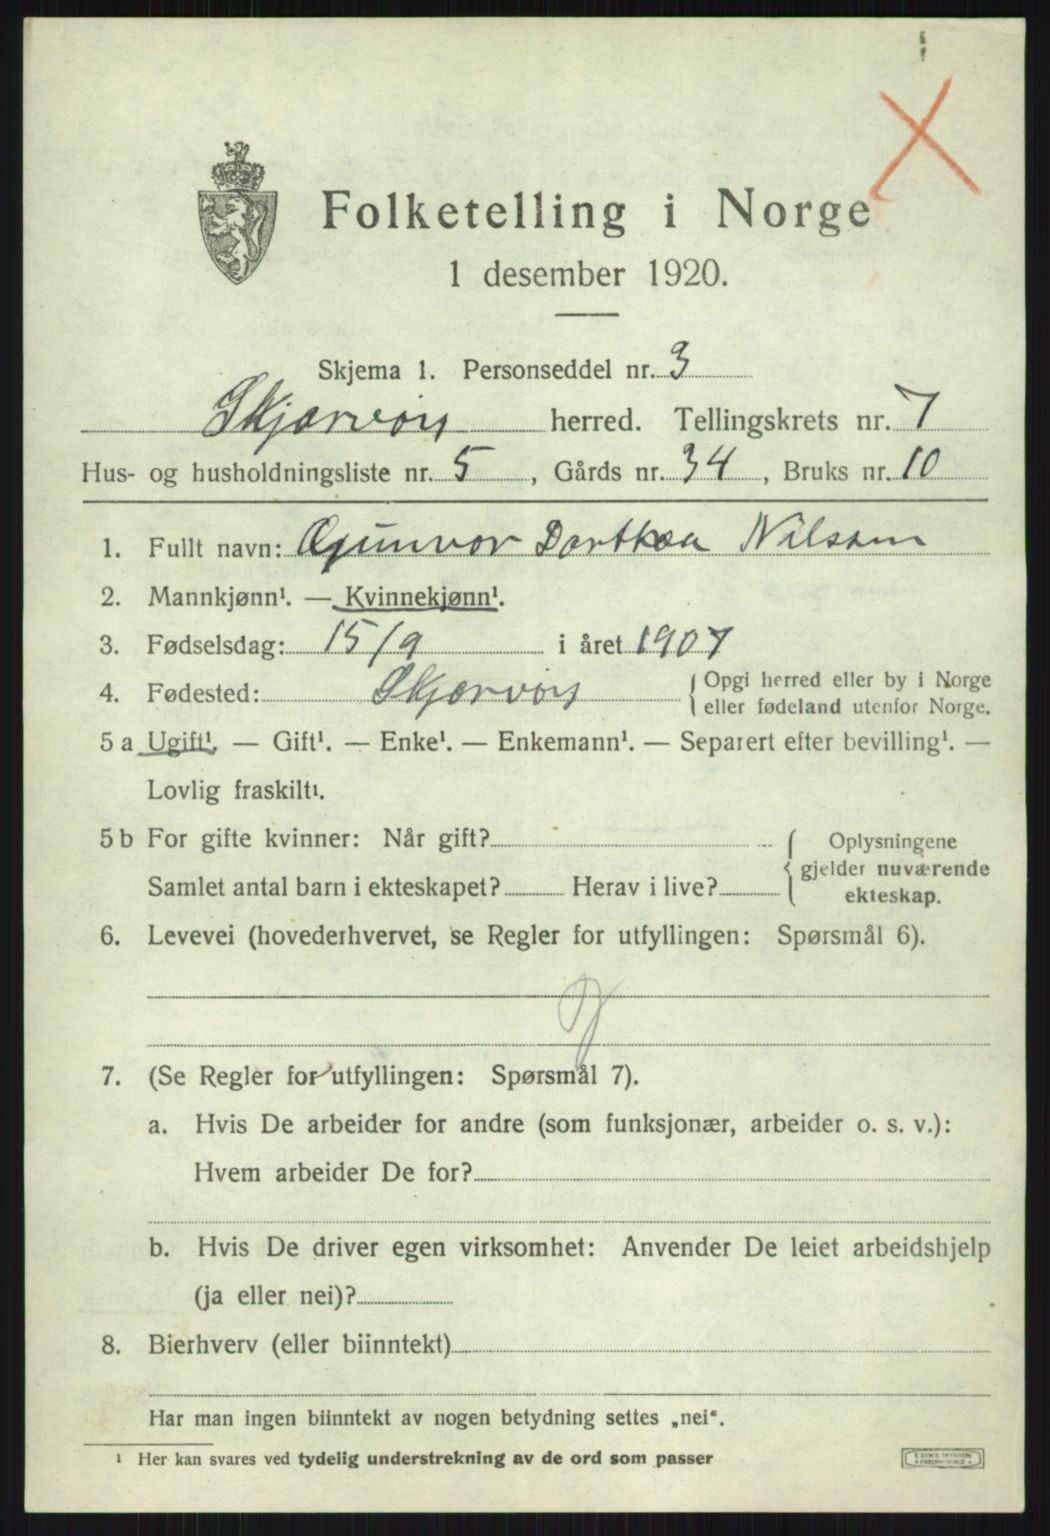 Folketelling i Norge
1 desember 1920.
Skjema 1. Personseddel nr. 3
Skjærvøy herred. Tellingskrets nr. 7
Hus- og husholdningsliste nr. 5, Gårds nr. 34, Bruks nr. 10
1. Fullt navn: Gunvor Dorthea Nilsen
2. Mannkjønn¹. — Kvinnekjønn¹.
3. Fødselsdag: 15/9 i året 1907
4. Fødested: Skjærvøy { Opgi herred eller by i Norge
eller fødeland utenfor Norge.
5 a Ugift¹. — Gift¹. — Enke¹. — Enkemann¹. — Separert efter bevilling¹. —
Lovlig fraskilt¹.
5 b For gifte kvinner: Når gift? { Oplysningene
gjelder nuværende
Samlet antal barn i ekteskapet? Herav i live?
ekteskap.
6. Levevei (hovederhvervet, se Regler for utfyllingen: Spørsmål 6).
7. (Se Regler for utfyllingen: Spørsmål 7).
a. Hvis De arbeider for andre (som funksjonær, arbeider o. s. v.):
Hvem arbeider De for?
b. Hvis De driver egen virksomhet: Anvender De leiet arbeidshjelp
(ja eller nei)?
8. Bierhverv (eller biinntekt)
Har man ingen biinntekt av nogen betydning settes „nei“.
¹ Her kan svares ved tydelig understrekning av de ord som passer